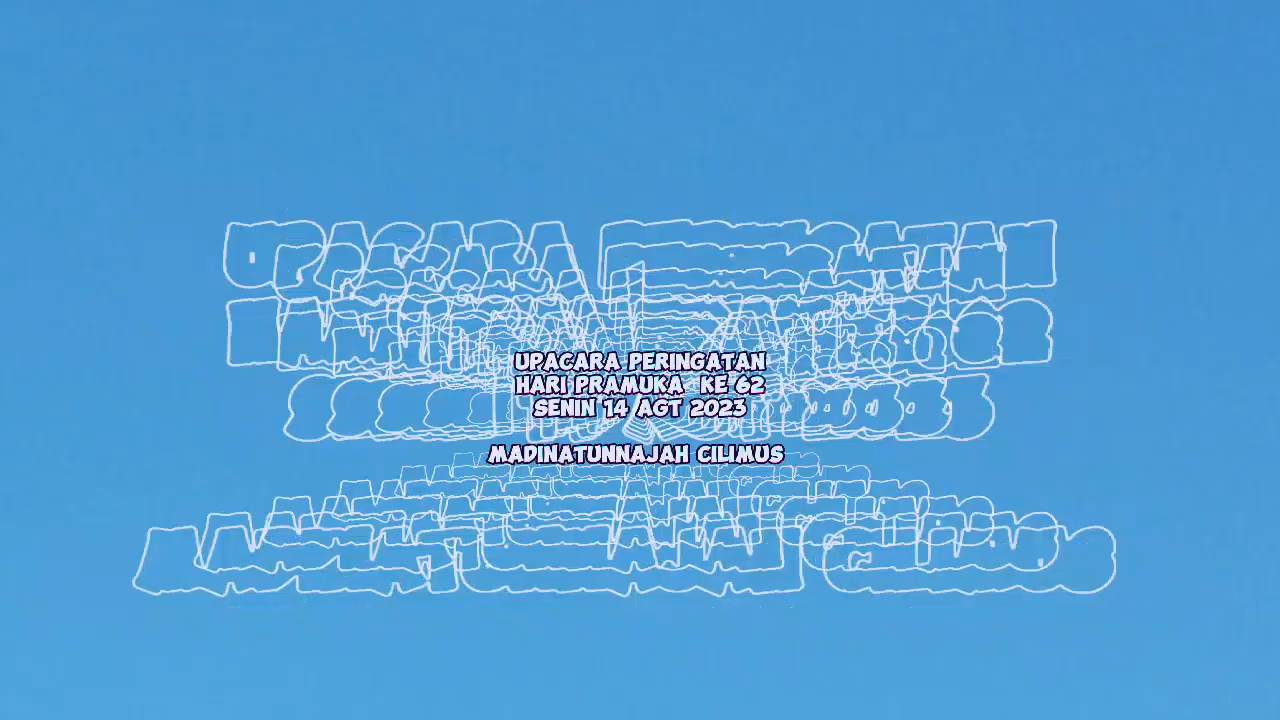 UPACARA PERINGATAN
HARI PRAMUKA KE 62
SENIN 14 AGT 2023
MADINATUNNAJAH CILIMUS